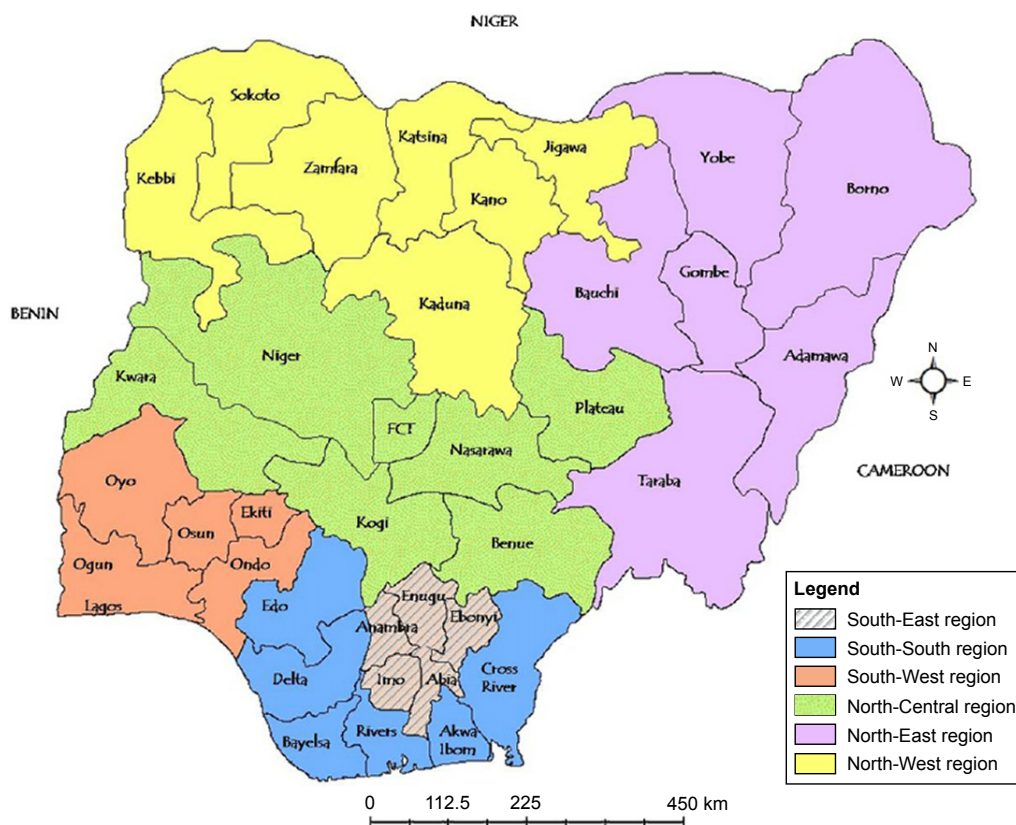 NIGER
Sokoto
Katsina
Jigawa
Yobe
Kebbi
Zamfara
Kano
Borno
Gombe
Bauchi
Kaduna
BENIN
Niger
Adamawa
Kwara
N
W E
S
Plateau
FCT
Nasarawa
CAMEROON
Oyo
Taraba
Ekiti
Kogi
Osun
Benue
Ogun
Ondo
Lagos
Edo
Enugu
Ebonyi
Anambra
Delta
Imo
Abia
Cross
River
Bayelsa
Rivers
Akwa
Ibom
Legend
South-East region
South-South region
South-West region
North-Central region
North-East region
North-West region
0 112.5 225 450 km